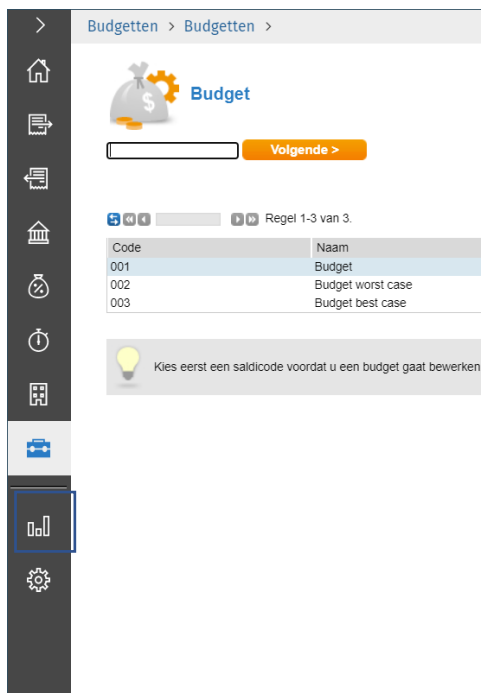 Budgetten > Budgetten >
Budget
Volgende >
Regel 1-3 van 3.
Code Naam
001 Budget
002 Budget worst case
003 Budget best case
Kies eerst een saldicode voordat u een budget gaat bewerken